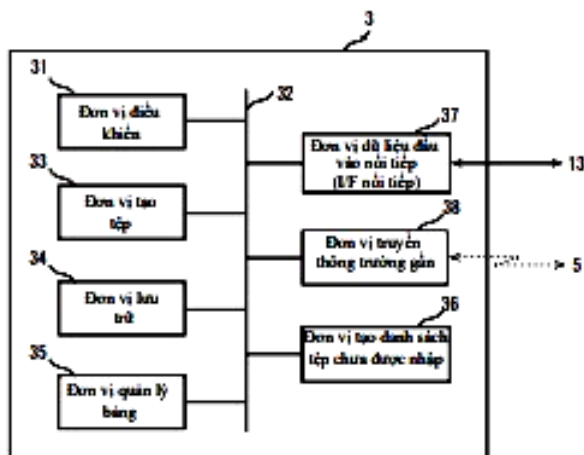 3
31
Đơn vị điều
khiển
32
37
Đơn vị dữ liệu đầu
vào nối tiếp
(I/F nối tiếp)
13
33
Đơn vị tạo
tệp
38
Đơn vị truyền
thông trường gần
5
34
Đơn vị lưu
trữ
36
Đơn vị tạo danh sách
tệp chưa được nhập
35
Đơn vị quản lý
bảng